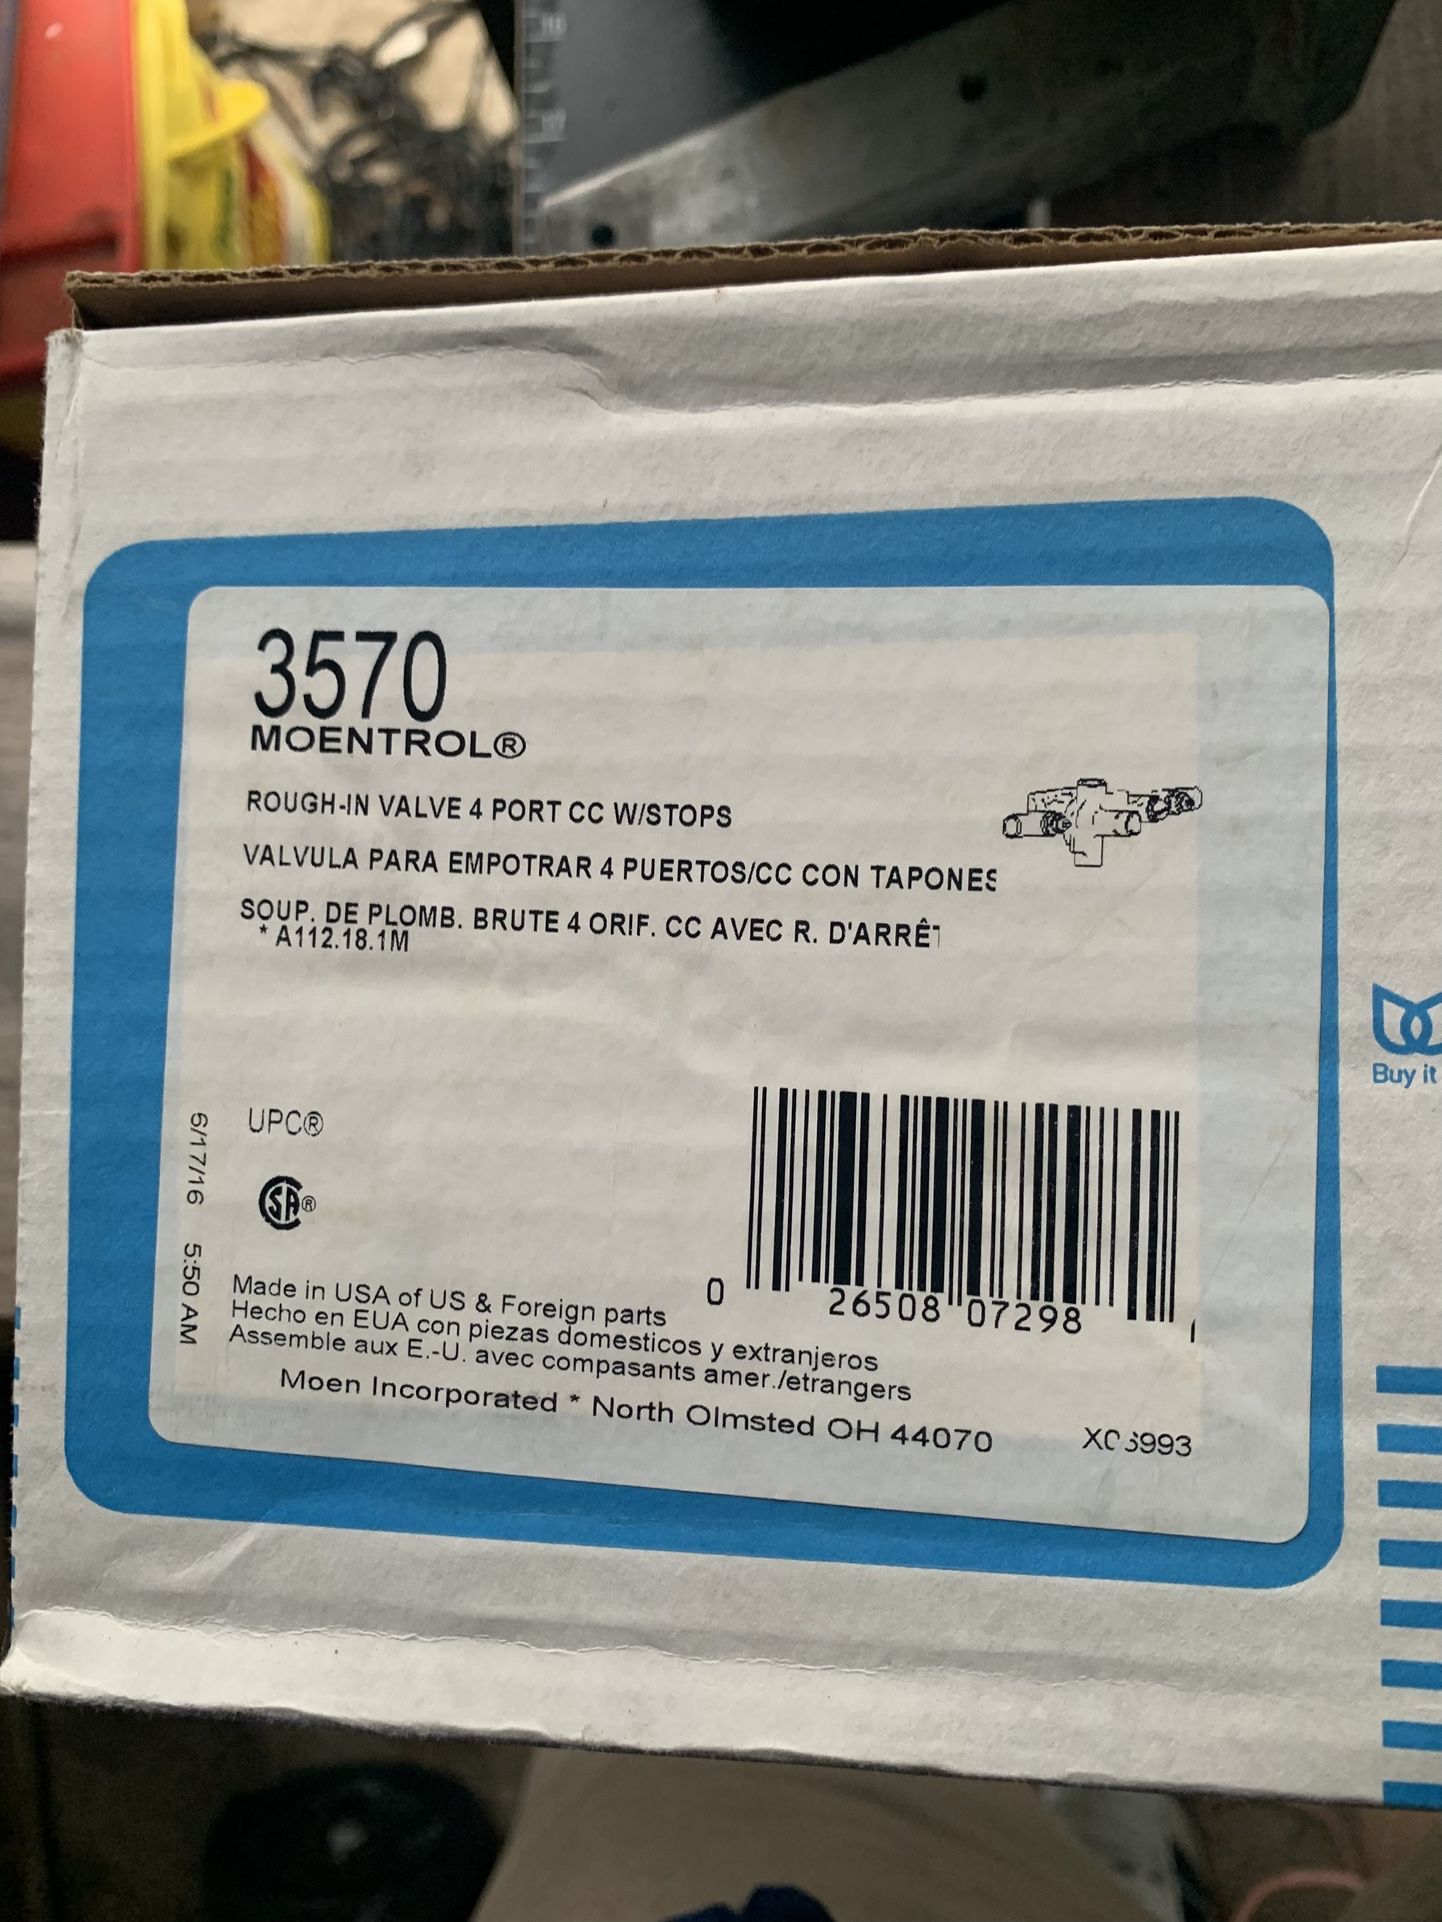 3570
MOENTROL®
ROUGH-IN VALVE 4 PORT CC W/STOPS
VALVULA PARA EMPOTRAR 4 PUERTOS/CC CON TAPONES
SOUP. DE PLOMB. BRUTE 4 ORIF. CC AVEC R. D'ARRÊT
* A112.18.1M
6/17/16 5:50 AM
UPC®
SA®
0 26508 07298
Made in USA of US & Foreign parts
Hecho en EUA con piezas domesticos y extranjeros
Assemble aux E.-U. avec compasants amer./etrangers
Moen Incorporated * North Olmsted OH 44070
Buy it